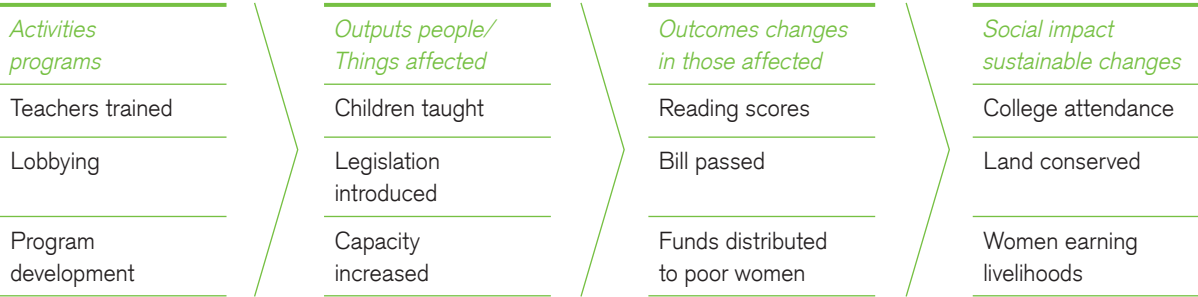 Activities
programs
Teachers trained
Lobbying
Program
development
Outputs people/
Things affected
Children taught
Legislation
introduced
Capacity
increased
Outcomes changes
in those affected
Reading scores
Bill passed
Funds distributed
to poor women
Social impact
sustainable changes
College attendance
Land conserved
Women earning
livelihoods